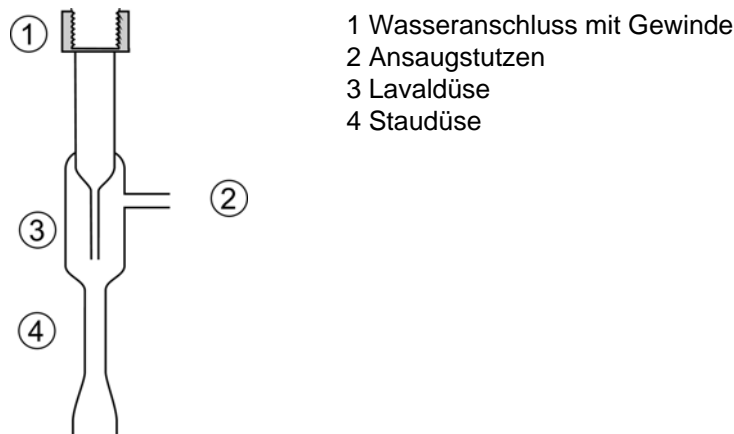 1 Wasseranschluss mit Gewinde
2 Ansaugstutzen
3 Lavaldüse
4 Staudüse
1
2
3
4